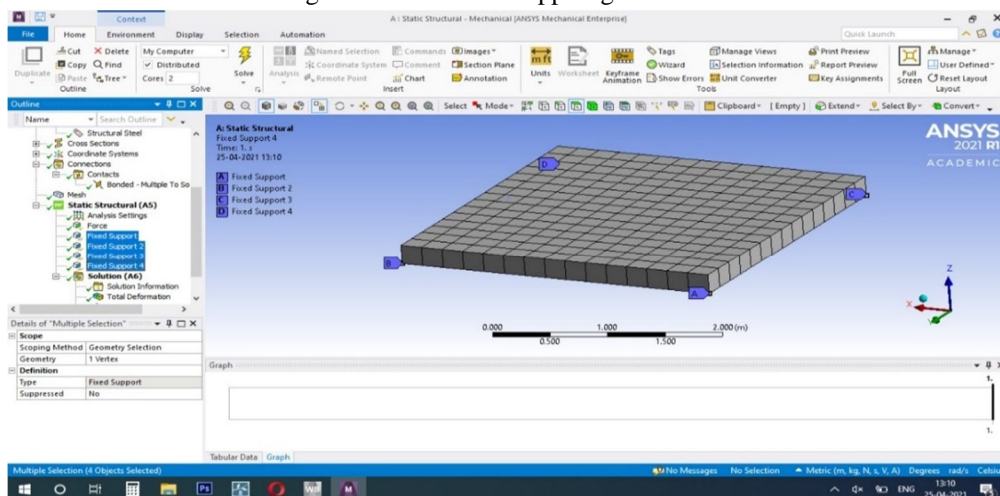 A : Static Structural - Mechanical [ANSYS Mechanical Enterprise]
Context
File Home Environment Display Selection Automation
Quick Launch
Duplicate
Cut
Copy
Paste
Delete
Find
Tree
Outline
My Computer
Distributed
Cores 2
Solve
Solve
Analysis
Named Selection
Coordinate System
Remote Point
Commands
Comment
Chart
Images
Section Plane
Annotation
Insert
Units
Worksheet
Keyframe
Animation
Tags
Wizard
Show Errors
Manage Views
Selection Information
Unit Converter
Print Preview
Report Preview
Key Assignments
Tools
Full
Screen
Manage
User Defined
Reset Layout
Layout
Outline
Name Search Outline
Structural Steel
Cross Sections
Coordinate Systems
Connections
Contacts
Bonded - Multiple To So
Mesh
Static Structural (A5)
Analysis Settings
Force
Fixed Support
Fixed Support 2
Fixed Support 3
Fixed Support 4
Solution (A6)
Solution Information
Total Deformation
Details of "Multiple Selection"
Scope
Scoping Method Geometry Selection
Geometry 1 Vertex
Definition
Type Fixed Support
Suppressed No
Select Mode Clipboard [ Empty ] Extend Select By Convert
A: Static Structural
Fixed Support 4
Time: 1. s
25-04-2021 13:10
A Fixed Support
B Fixed Support 2
C Fixed Support 3
D Fixed Support 4
ANSYS
2021 R1
ACADEMIC
D
C
B
A
Z
X
Y
0.000 1.000 2.000 (m)
0.500 1.500
Graph
1.
1.
Tabular Data Graph
Multiple Selection (4 Objects Selected) No Messages No Selection Metric (m, kg, N, s, V, A) Degrees rad/s Celsiu
Ps
M
ENG
13:10
25-04-2021